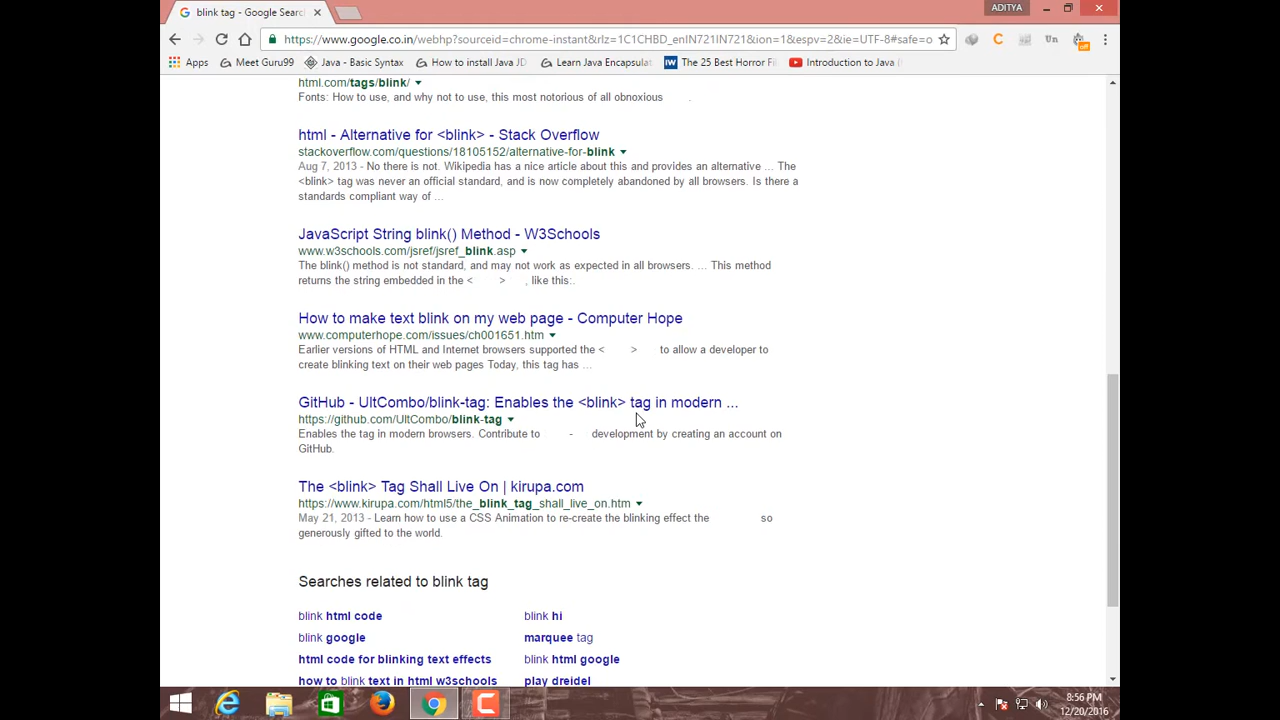 blink tag - Google Searc
ADITYA
https://www.google.co.in/webhp?sourceid=chrome-instant&rlz=1C1CHBD_enIN721IN721&ion=1&espv=2&ie=UTF-8#safe=o
Apps Meet Guru99 Java - Basic Syntax How to install Java JD Learn Java Encapsulat The 25 Best Horror Fi Introduction to Java (
html.com/tags/blink/
Fonts: How to use, and why not to use, this most notorious of all obnoxious .
html - Alternative for <blink> - Stack Overflow
stackoverflow.com/questions/18105152/alternative-for-blink
Aug 7, 2013 - No there is not. Wikipedia has a nice article about this and provides an alternative ... The
<blink> tag was never an official standard, and is now completely abandoned by all browsers. Is there a
standards compliant way of ...
JavaScript String blink() Method - W3Schools
www.w3schools.com/jsref/jsref_blink.asp
The blink() method is not standard, and may not work as expected in all browsers. ... This method
returns the string embedded in the < > , like this:.
How to make text blink on my web page - Computer Hope
www.computerhope.com/issues/ch001651.htm
Earlier versions of HTML and Internet browsers supported the < > to allow a developer to
create blinking text on their web pages Today, this tag has ...
GitHub - UltCombo/blink-tag: Enables the <blink> tag in modern ...
https://github.com/UltCombo/blink-tag
Enables the tag in modern browsers. Contribute to - development by creating an account on
GitHub.
The <blink> Tag Shall Live On | kirupa.com
https://www.kirupa.com/html5/the_blink_tag_shall_live_on.htm
May 21, 2013 - Learn how to use a CSS Animation to re-create the blinking effect the so
generously gifted to the world.
Searches related to blink tag
blink html code blink hi
blink google marquee tag
html code for blinking text effects blink html google
how to blink text in html w3schools play dreidel
8:56 PM
12/20/2016